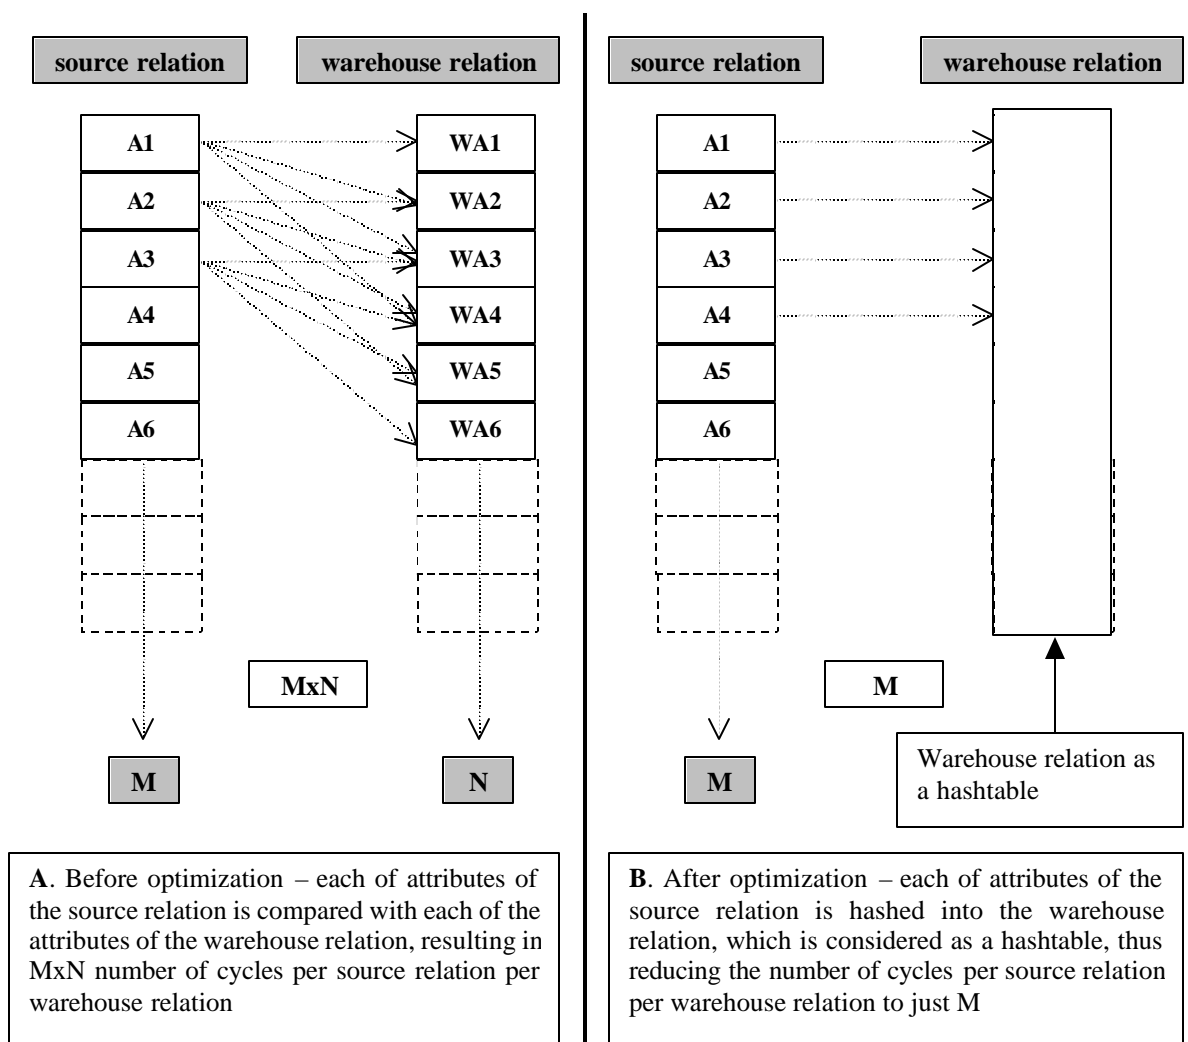 source relation
warehouse relation
A1
WA1
A2
WA2
A3
WA3
A4
WA4
A5
WA5
A6
WA6
MxN
M
N
A. Before optimization – each of attributes of
the source relation is compared with each of the
attributes of the warehouse relation, resulting in
MxN number of cycles per source relation per
warehouse relation
source relation
warehouse relation
A1
A2
A3
A4
A5
A6
M
M
Warehouse relation as
a hashtable
B. After optimization – each of attributes of the
source relation is hashed into the warehouse
relation, which is considered as a hashtable, thus
reducing the number of cycles per source relation
per warehouse relation to just M